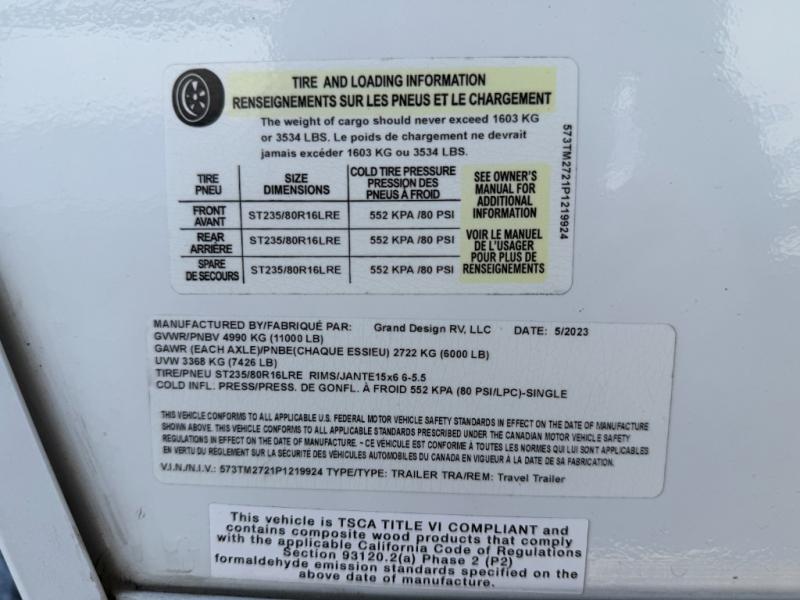 TIRE AND LOADING INFORMATION
RENSEIGNEMENTS SUR LES PNEUS ET LE CHARGEMENT
The weight of cargo should never exceed 1603 KG
or 3534 LBS. Le poids de chargement ne devrait
jamais excéder 1603 KG ou 3534 LBS.
TIRE PNEU
SIZE DIMENSIONS
COLD TIRE PRESSURE PRESSION DES PNEUS À FROID
FRONT AVANT ST235/80R16LRE 552 KPA /80 PSI
REAR ARRIÈRE ST235/80R16LRE 552 KPA /80 PSI
SPARE DE SECOURS ST235/80R16LRE 552 KPA /80 PSI
SEE OWNER'S
MANUAL FOR
ADDITIONAL
INFORMATION
VOIR LE MANUEL
DE L'USAGER
POUR PLUS DE
RENSEIGNEMENTS
573TM2721P1219924
MANUFACTURED BY/FABRIQUÉ PAR: Grand Design RV, LLC DATE: 5/2023
GVWR/PNBV 4990 KG (11000 LB)
GAWR (EACH AXLE)/PNBE(CHAQUE ESSIEU) 2722 KG (6000 LB)
UVW 3368 KG (7426 LB)
TIRE/PNEU ST235/80R16LRE RIMS/JANTE15x6 6-5.5
COLD INFL. PRESS/PRESS. DE GONFL. À FROID 552 KPA (80 PSI/LPC)-SINGLE
THIS VEHICLE CONFORMS TO ALL APPLICABLE U.S. FEDERAL MOTOR VEHICLE SAFETY STANDARDS IN EFFECT ON THE DATE OF MANUFACTURE
SHOWN ABOVE. THIS VEHICLE CONFORMS TO ALL APPLICABLE STANDARDS PRESCRIBED UNDER THE CANADIAN MOTOR VEHICLE SAFETY
REGULATIONS IN EFFECT ON THE DATE OF MANUFACTURE. ~ CE VÉHICULE EST CONFORME À TOUTES LES NORMES QUI LUI SONT APPLICABLES
EN VERTU DU RÈGLEMENT SUR LA SÉCURITÉ DES VÉHICULES AUTOMOBILES DU CANADA EN VIGUEUR À LA DATE DE SA FABRICATION.
V.I.N./N.I.V.: 573TM2721P1219924 TYPE/TYPE: TRAILER TRA/REM: Travel Trailer
This vehicle is TSCA TITLE VI COMPLIANT and
contains composite wood products that comply
with the applicable California Code of Regulations
Section 93120.2(a) Phase 2 (P2)
formaldehyde emission standards specified on the
above date of manufacture.